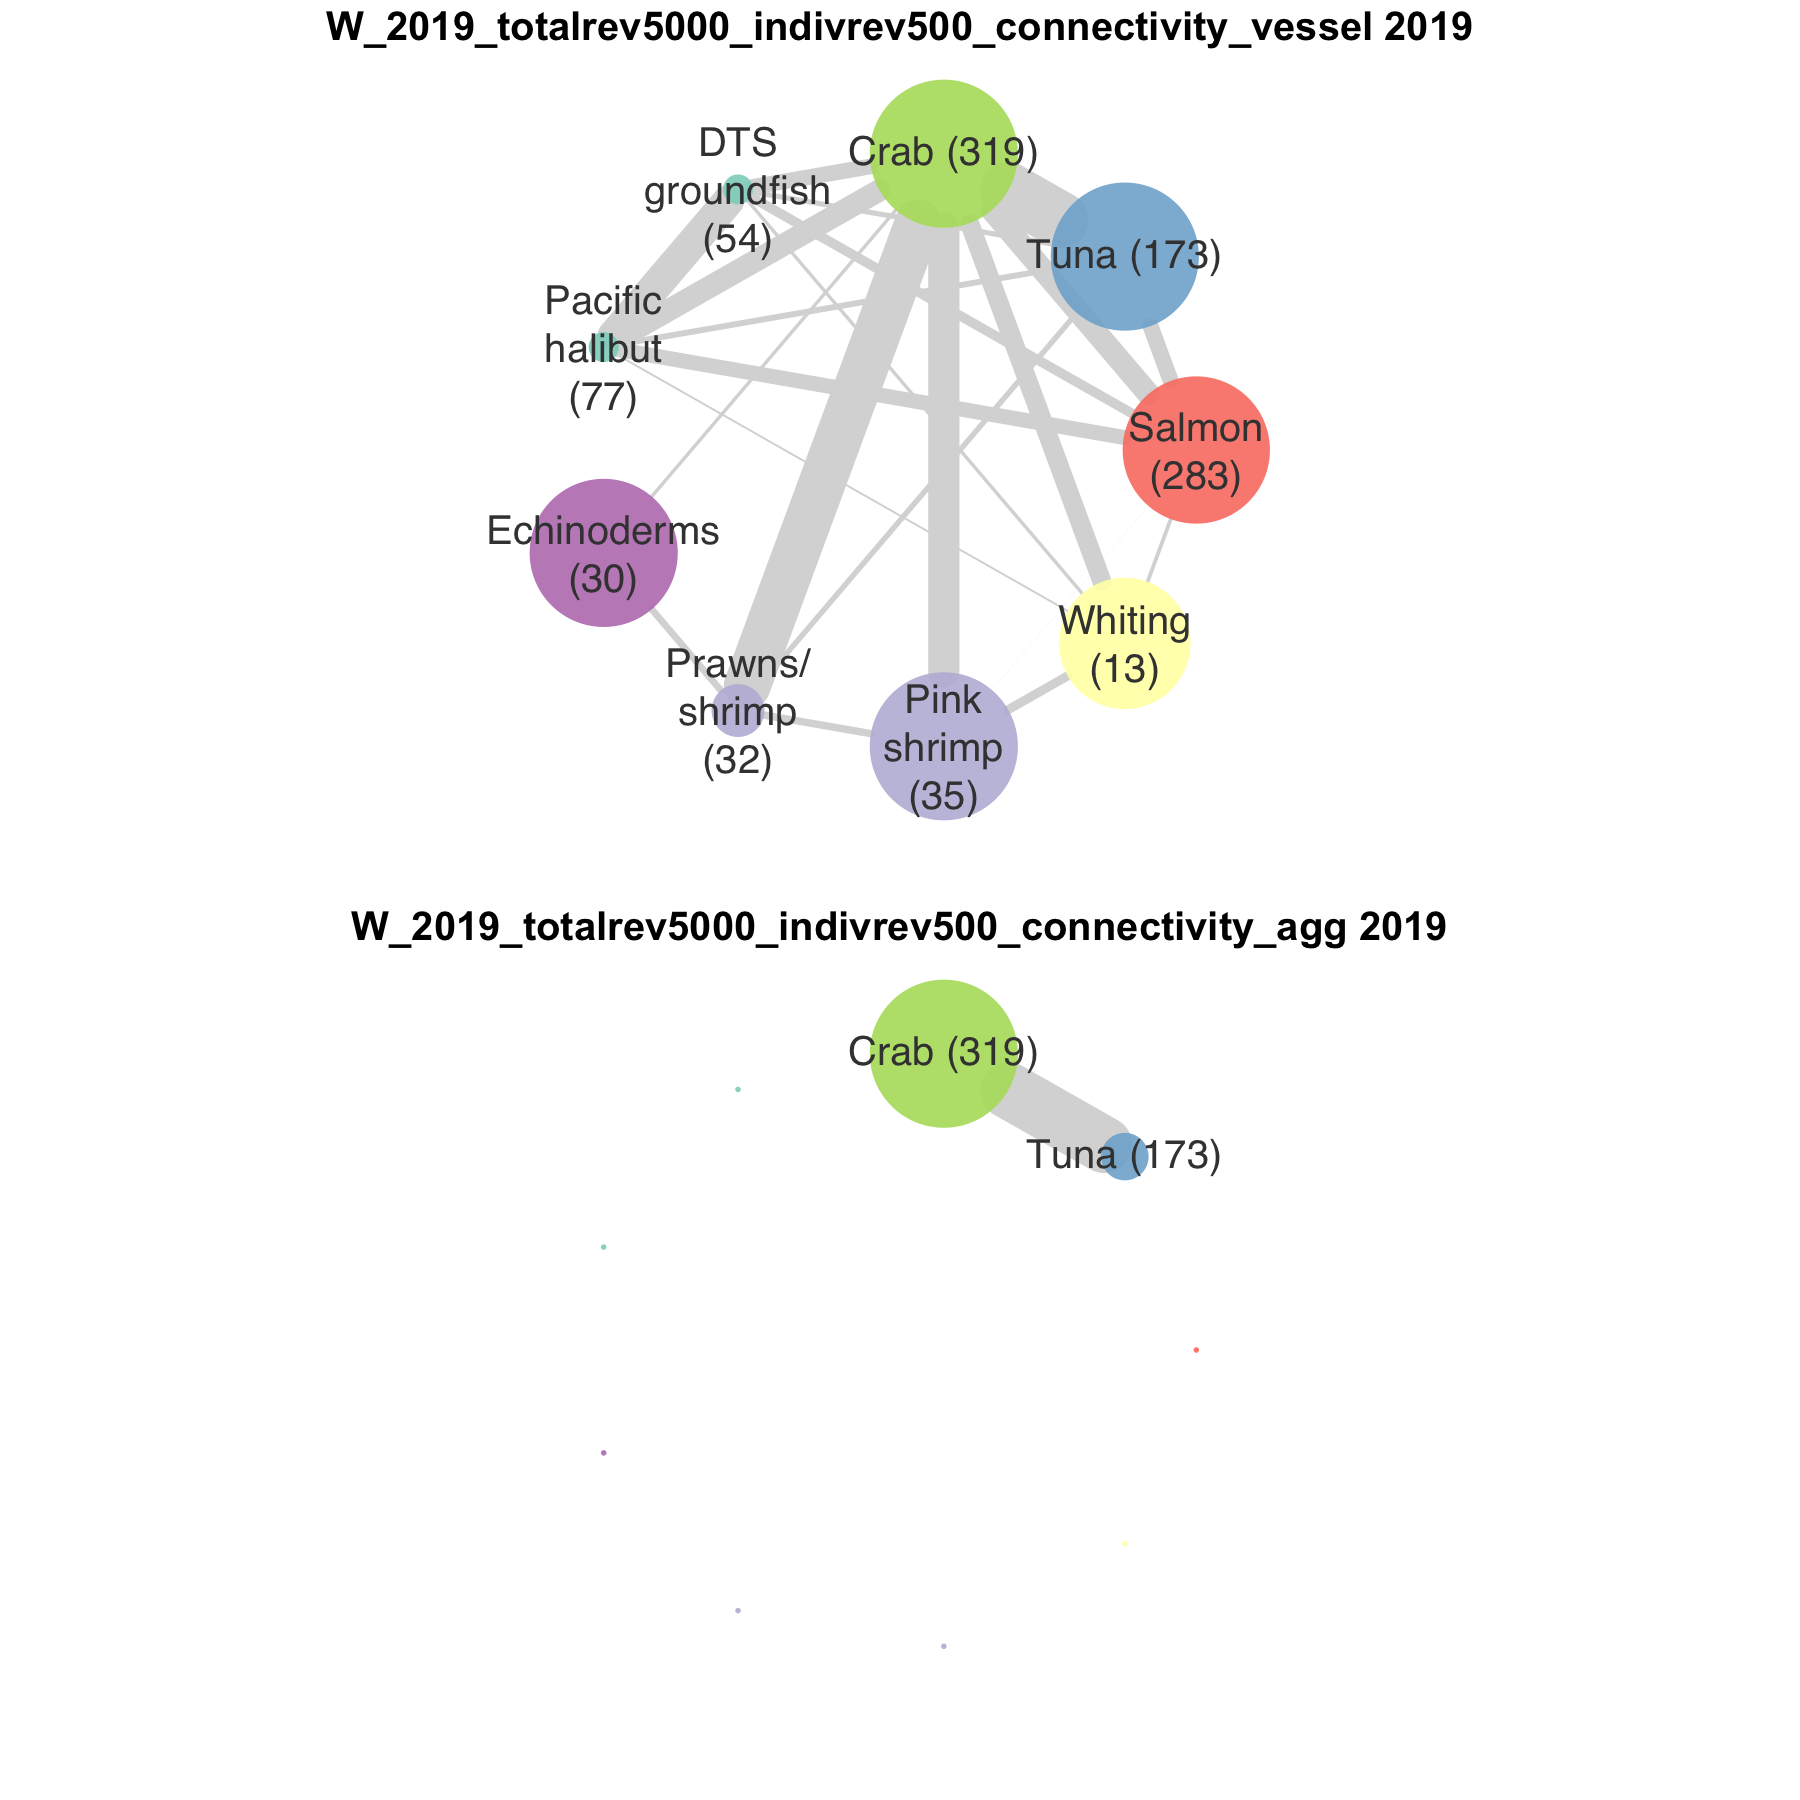 W_2019_totalrev5000_indivrev500_connectivity_vessel 2019
Crab (319)
DTS
groundfish
(54)
Tuna (173)
Pacific
halibut
(77)
Salmon
(283)
Echinoderms
(30)
Whiting
(13)
Prawns/
shrimp
(32)
Pink
shrimp
(35)
W_2019_totalrev5000_indivrev500_connectivity_agg 2019
Crab (319)
Tuna (173)